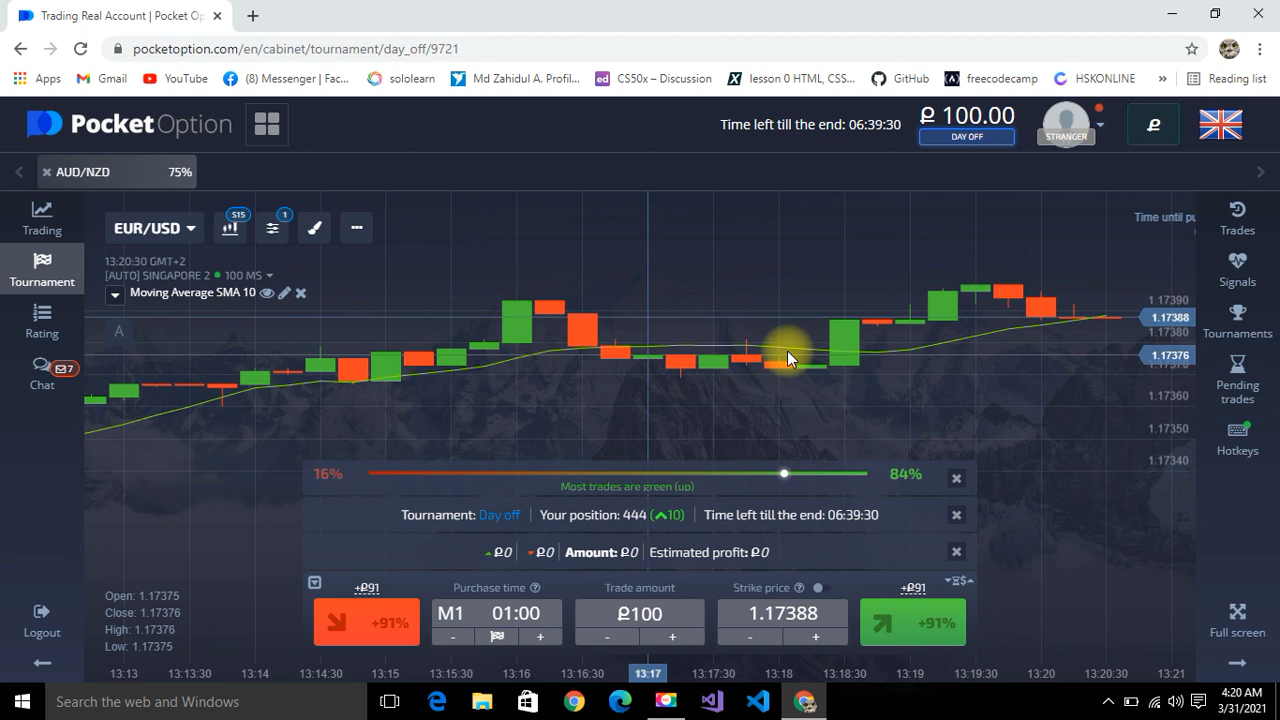 Trading Real Account | Pocket Op
pocketoption.com/en/cabinet/tournament/day_off/9721
Apps
Gmail
YouTube
(8) Messenger | Fac...
sololearn
Md Zahidul A. Profil...
CS50x – Discussion
lesson 0 HTML, CSS...
GitHub
freecodecamp
HSKONLINE
»
Reading list
PocketOption
Time left till the end: 06:39:30
100.00
DAY OFF
STRANGER
AUD/NZD 75%
Trading
Tournament
Rating
Chat
7
Logout
EUR/USD
S15
1
13:20:30 GMT+2
[AUTO] SINGAPORE 2 100 MS
Moving Average SMA 10
A
Time until pu
1.17390
1.17388
1.17380
1.17376
1.17360
1.17350
1.17340
Trades
Signals
Tournaments
Pending trades
Hotkeys
Full screen
16%
84%
Most trades are green (up)
Tournament: Day off Your position: 444 (10) Time left till the end: 06:39:30
0 0 Amount: 0 Estimated profit: 0
+91 Purchase time Trade amount Strike price +91
+91% M1 01:00 100 1.17388 +91%
- + - + - +
Open: 1.17375
Close: 1.17376
High: 1.17376
Low: 1.17375
13:13 13:14 13:14:30 13:15 13:15:30 13:16 13:16:30 13:17 13:17:30 13:18 13:18:30 13:19 13:19:30 13:20 13:20:30 13:21
Search the web and Windows
4:20 AM
3/31/2021